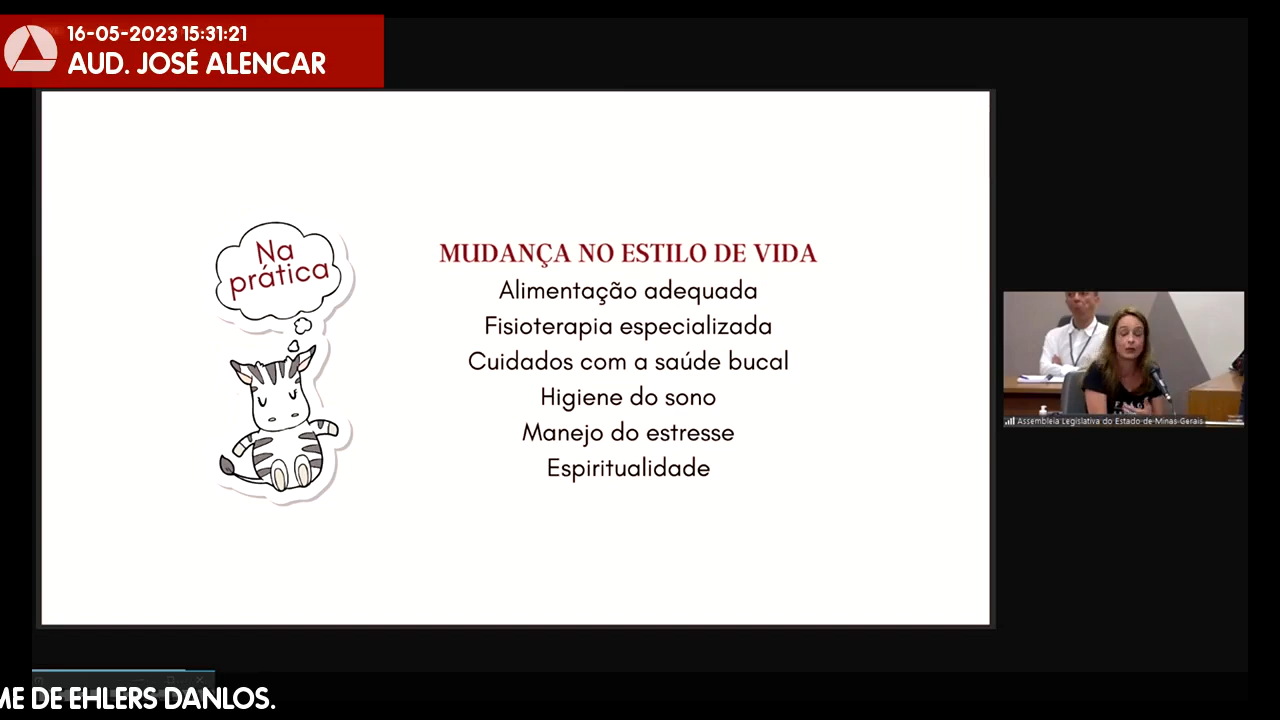 16-05-2023 15:31:21
AUD. JOSÉ ALENCAR
Na
prática
MUDANÇA NO ESTILO DE VIDA
Alimentação adequada
Fisioterapia especializada
Cuidados com a saúde bucal
Higiene do sono
Manejo do estresse
Espiritualidade
Assembleia Legislativa do Estado de Minas Gerais
ME DE EHLERS DANLOS.